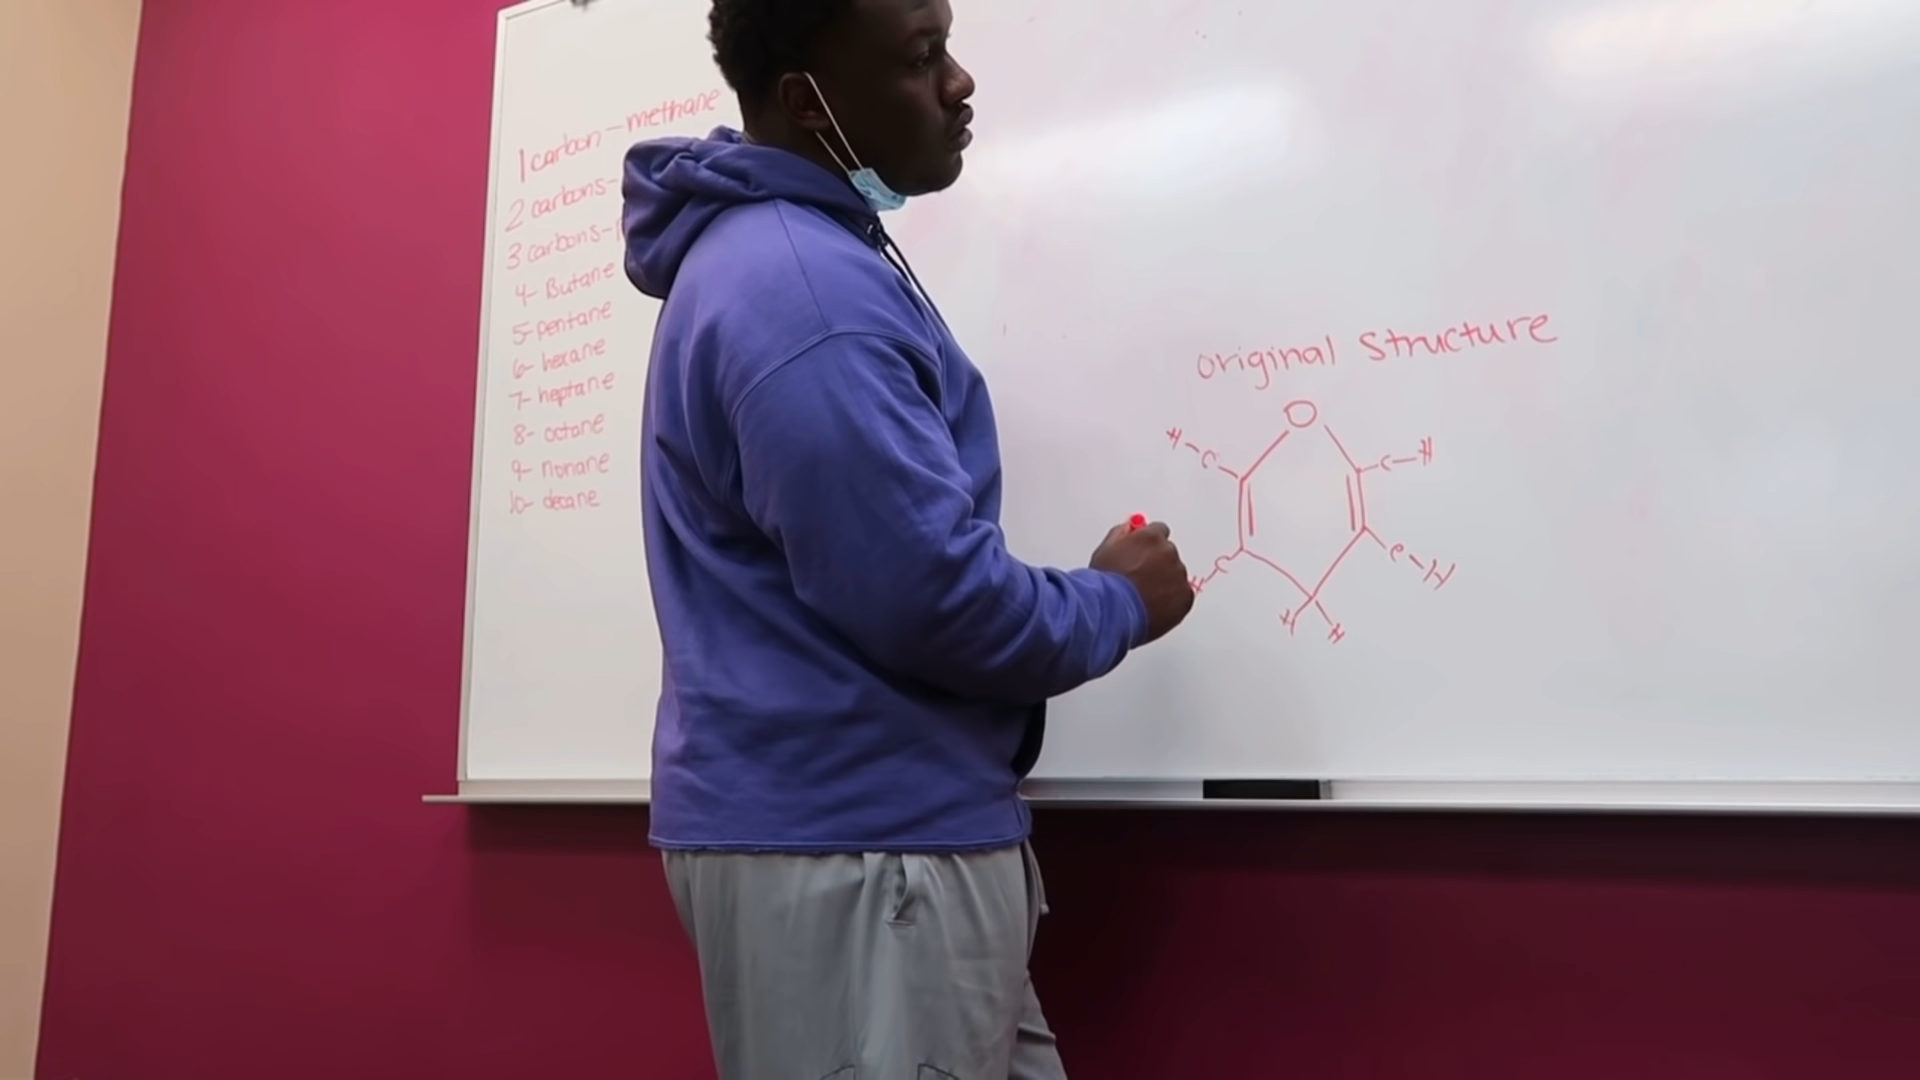 1 carbon - methane
2 carbons-
3 carbons-
4- Butane
5- pentane
6- hexane
7- heptane
8- octane
9- nonane
10- decane
original structure
O
H C C H
H C C H
H H